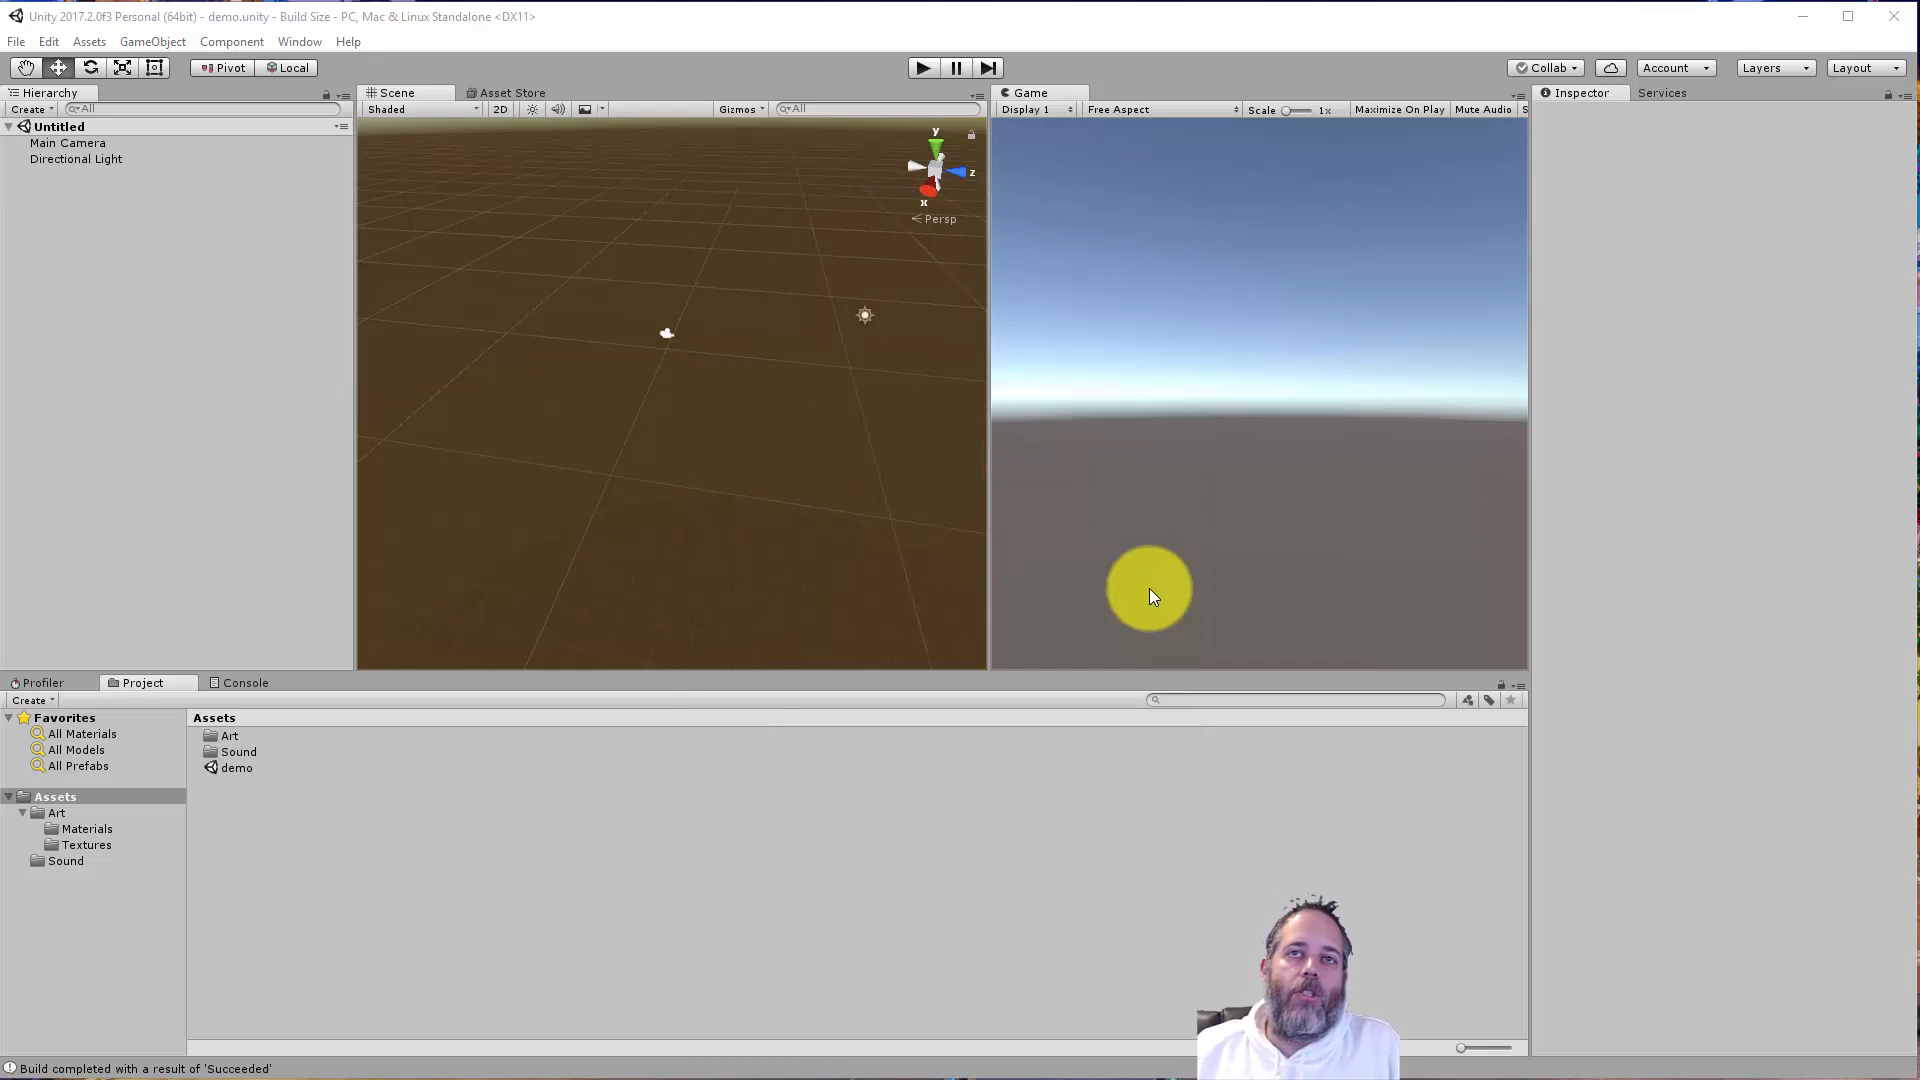 Unity 2017.2.0f3 Personal (64bit) - demo.unity - Build Size - PC, Mac & Linux Standalone <DX11>
File Edit Assets GameObject Component Window Help
Pivot Local Collab Account Layers Layout
Hierarchy Scene Asset Store Game Inspector Services
Create All Shaded 2D Gizmos All Display 1 Free Aspect Scale 1x Maximize On Play Mute Audio S
Untitled
Main Camera
Directional Light
y
z
x
Persp
Profiler Project Console
Create
Favorites
All Materials
All Models
All Prefabs
Assets
Art
Materials
Textures
Sound
Assets
Art
Sound
demo
Build completed with a result of 'Succeeded'